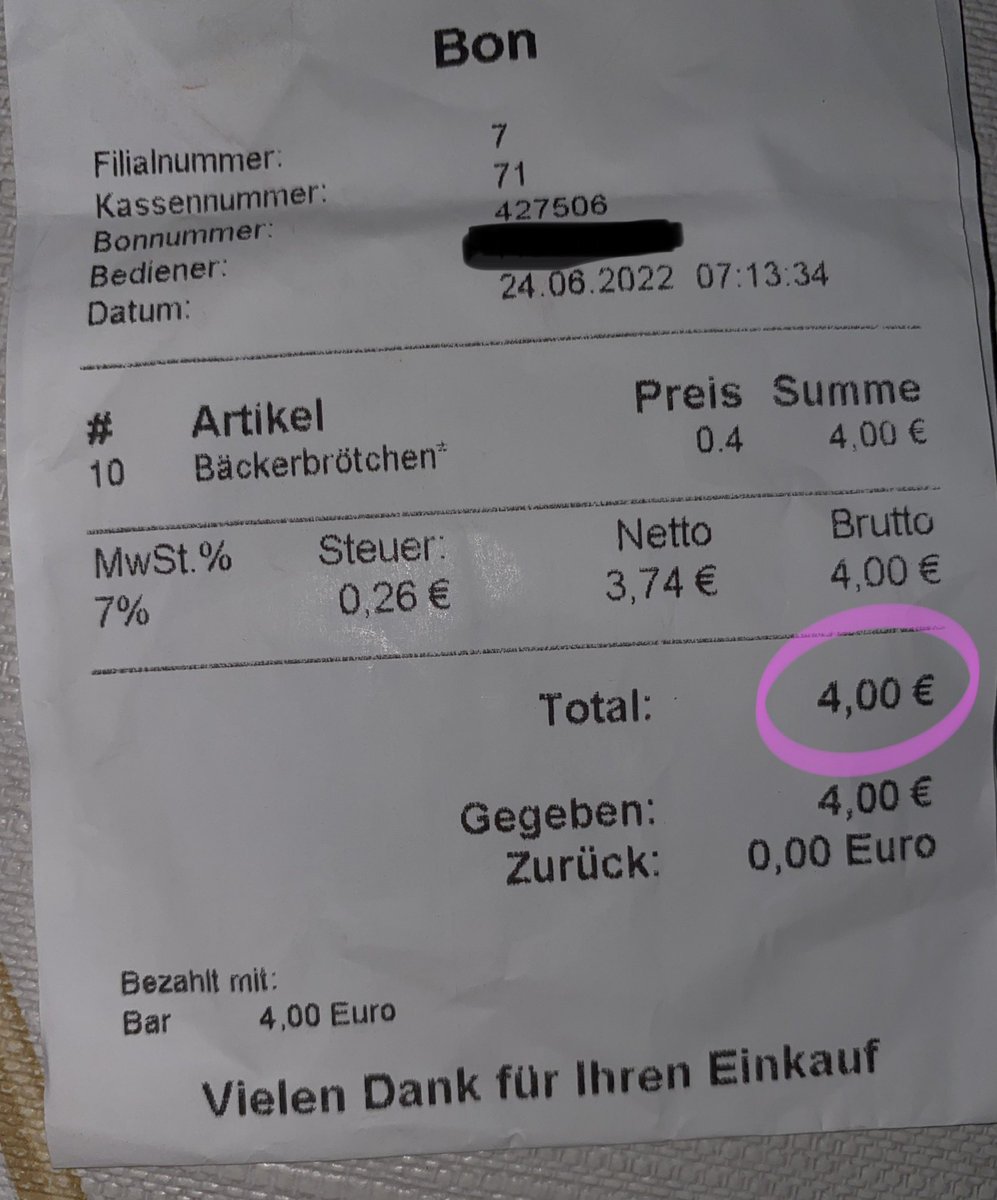 Bon
Filialnummer: 7
Kassennummer: 71
Bonnummer: 427506
Bediener:
Datum: 24.06.2022 07:13:34
# Artikel Preis Summe
10 Bäckerbrötchen* 0.4 4,00 €
MwSt.% Steuer: Netto Brutto
7% 0,26 € 3,74 € 4,00 €
Total: 4,00 €
Gegeben: 4,00 €
Zurück: 0,00 Euro
Bezahlt mit:
Bar 4,00 Euro
Vielen Dank für Ihren Einkauf